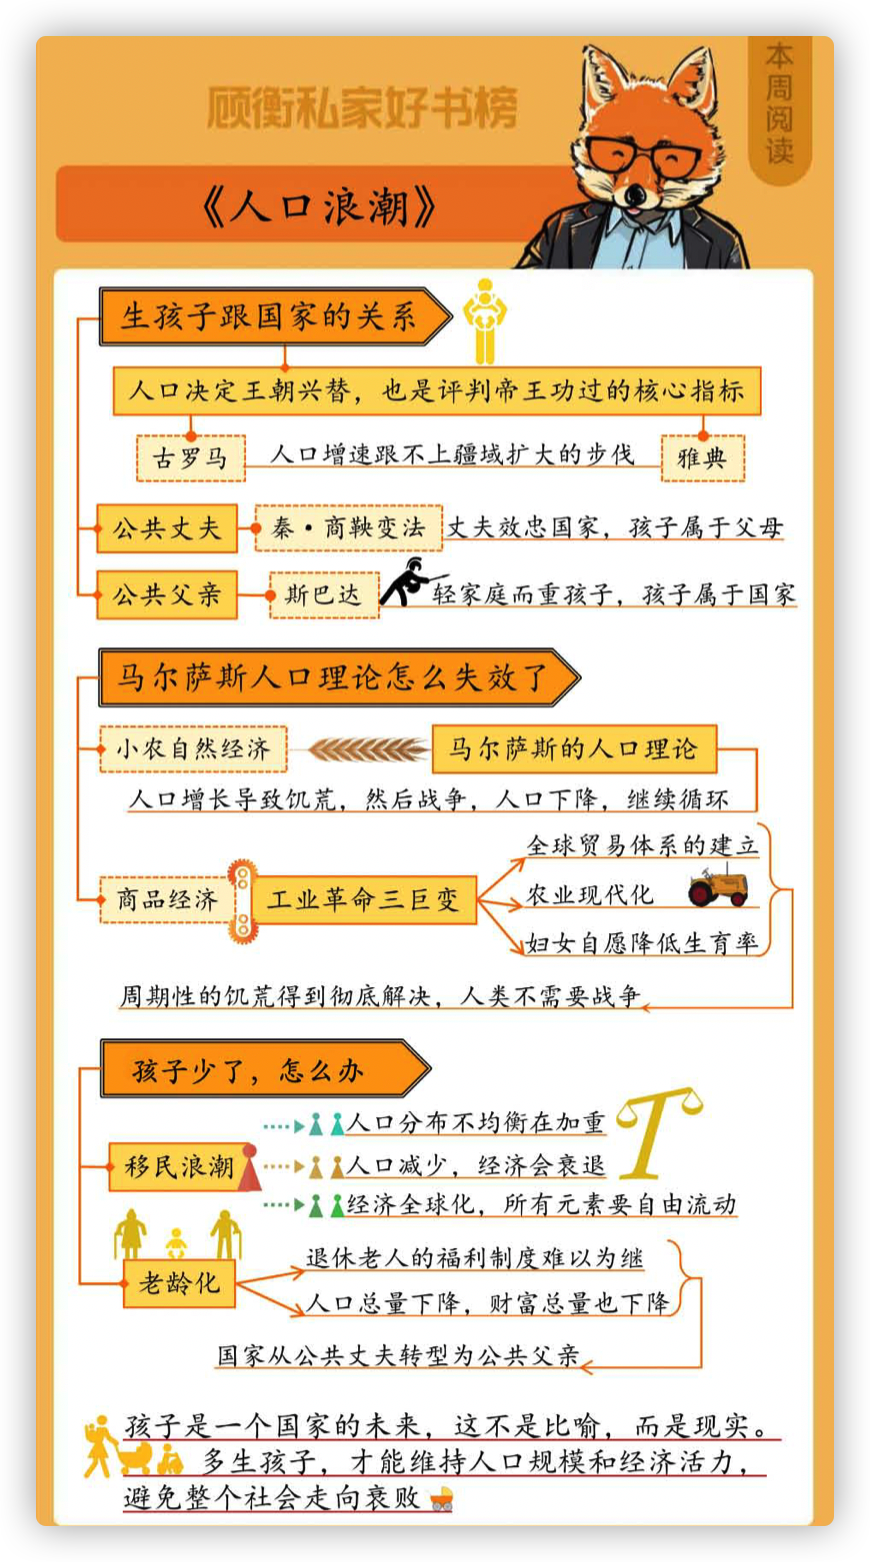 本周阅读
顾衡私家好书榜
《人口浪潮》
生孩子跟国家的关系
人口决定王朝兴替，也是评判帝王功过的核心指标
古罗马 人口增速跟不上疆域扩大的步伐 雅典
公共丈夫 秦·商鞅变法 丈夫效忠国家，孩子属于父母
公共父亲 斯巴达 轻家庭而重孩子，孩子属于国家
马尔萨斯人口理论怎么失效了
小农自然经济 马尔萨斯的人口理论
人口增长导致饥荒，然后战争，人口下降，继续循环
商品经济 工业革命三巨变
全球贸易体系的建立
农业现代化
妇女自愿降低生育率
周期性的饥荒得到彻底解决，人类不需要战争
孩子少了，怎么办
移民浪潮
人口分布不均衡在加重
人口减少，经济会衰退
经济全球化，所有元素要自由流动
老龄化
退休老人的福利制度难以为继
人口总量下降，财富总量也下降
国家从公共丈夫转型为公共父亲
孩子是一个国家的未来，这不是比喻，而是现实。
多生孩子，才能维持人口规模和经济活力，
避免整个社会走向衰败